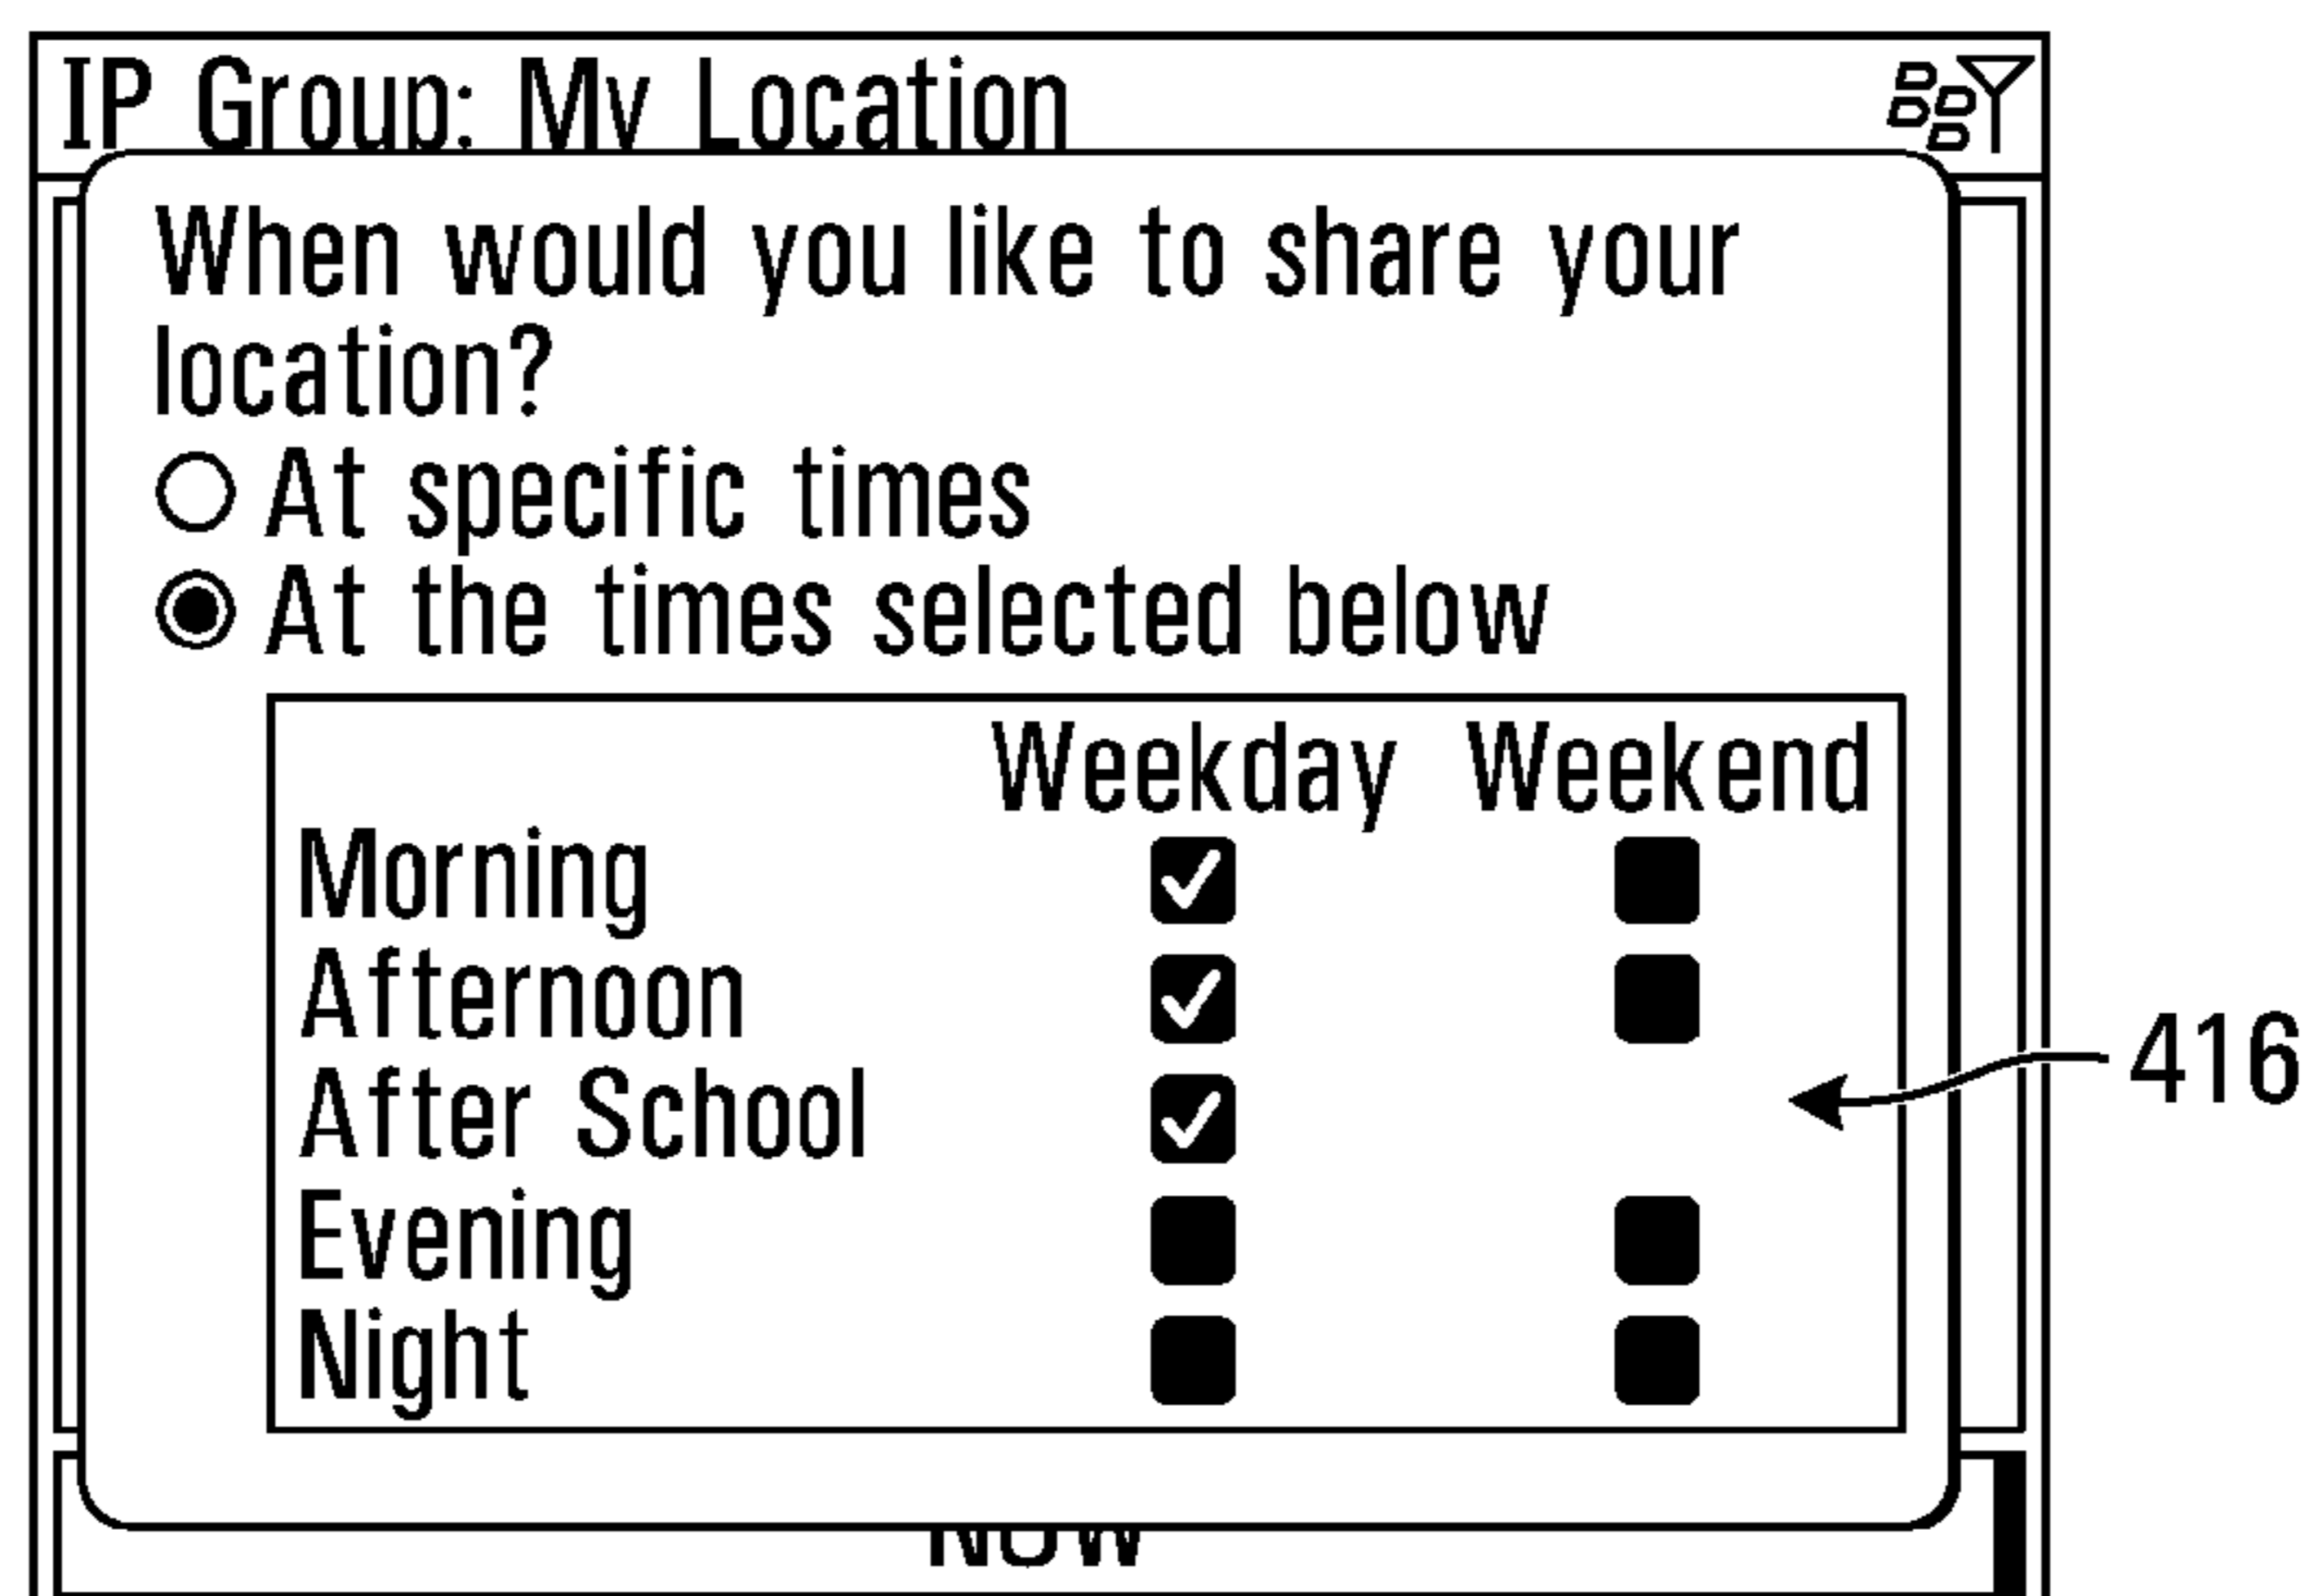 IP Group: My Location
When would you like to share your
location?
At specific times
At the times selected below
Weekday Weekend
Morning
Afternoon
After School
416
Evening
Night
NOW